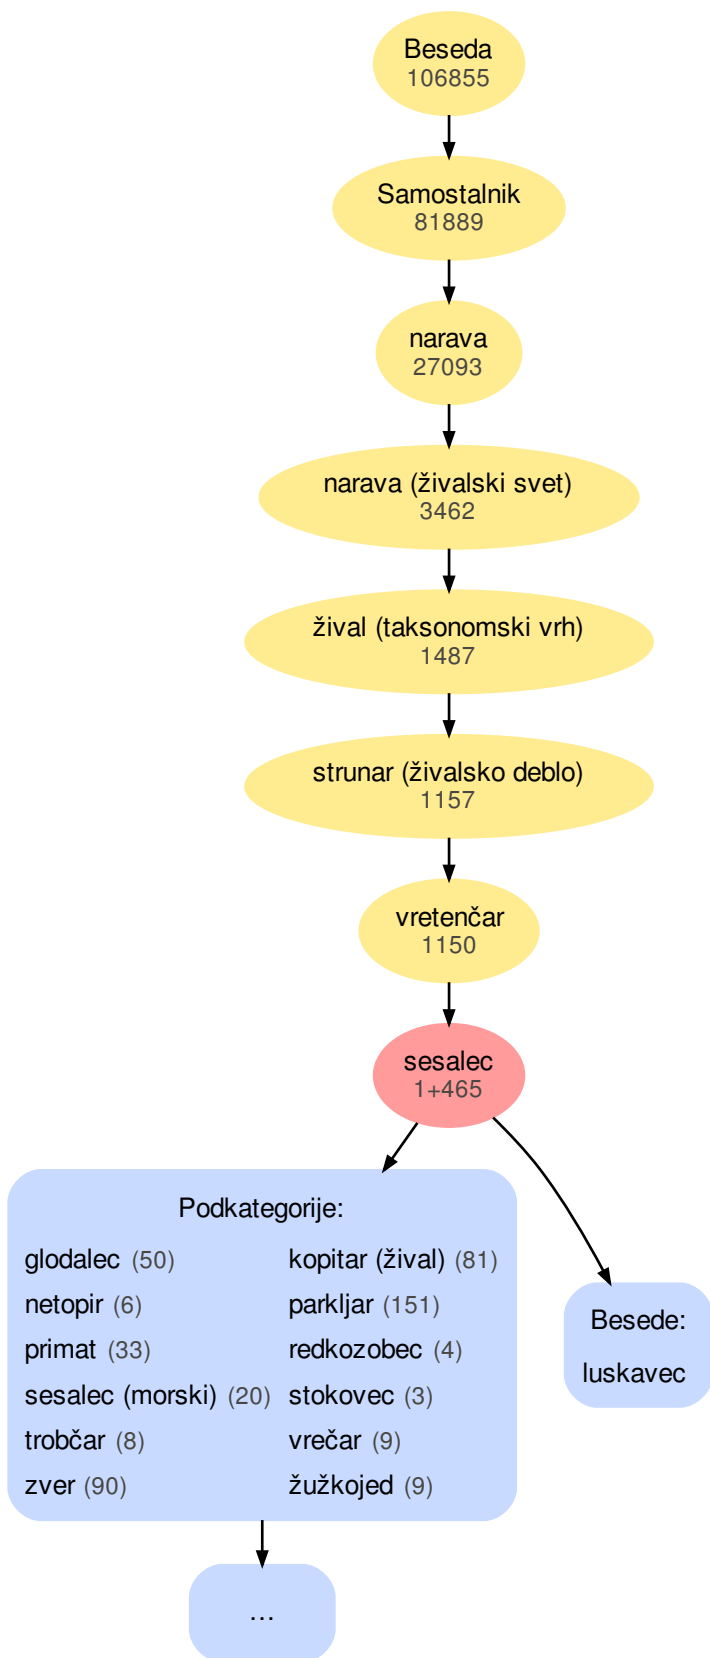 Beseda
106855
Samostalnik
81889
narava
27093
narava (živalski svet)
3462
žival (taksonomski vrh)
1487
strunar (živalsko deblo)
1157
vretenčar
1150
sesalec
1+465
Podkategorije:
glodalec (50)
netopir (6)
primat (33)
sesalec (morski) (20)
trobčar (8)
zver (90)
kopitar (žival) (81)
parkljar (151)
redkozobec (4)
stokovec (3)
vrečar (9)
žužkojed (9)
Besede:
luskavec
...